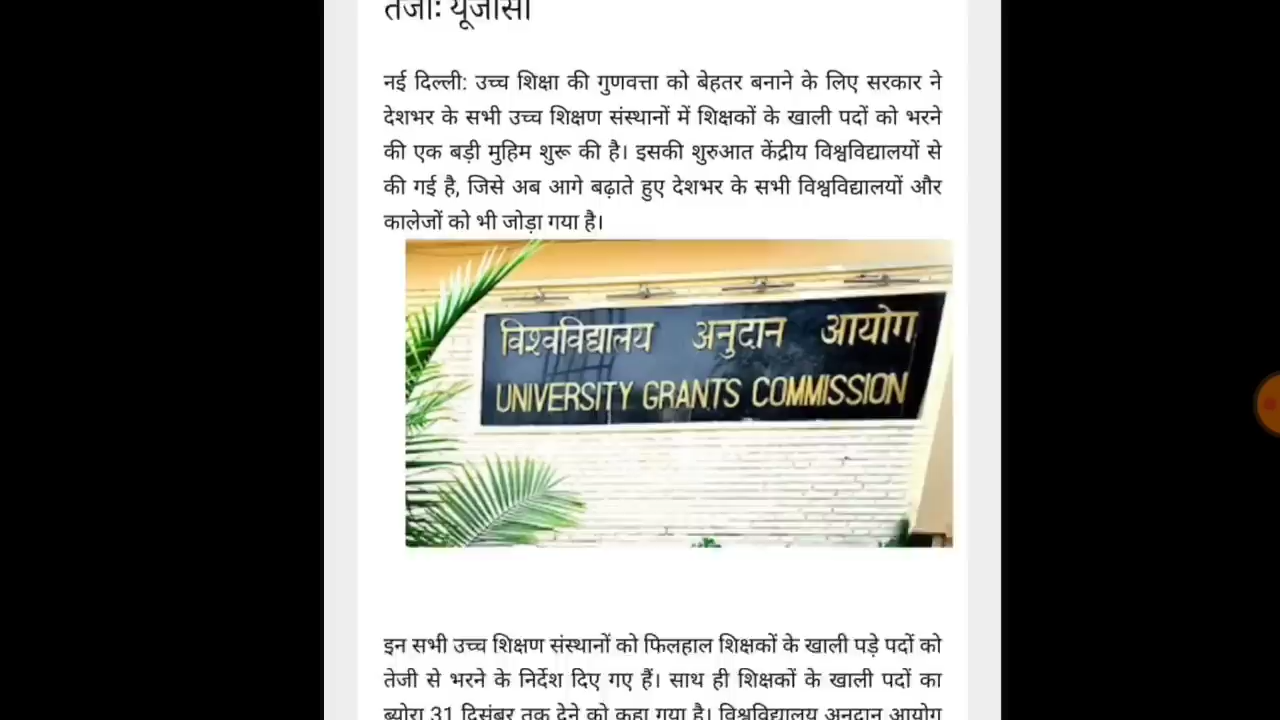 तेजीः यूजीसी
नई दिल्ली: उच्च शिक्षा की गुणवत्ता को बेहतर बनाने के लिए सरकार ने
देशभर के सभी उच्च शिक्षण संस्थानों में शिक्षकों के खाली पदों को भरने
की एक बड़ी मुहिम शुरू की है। इसकी शुरुआत केंद्रीय विश्वविद्यालयों से
की गई है, जिसे अब आगे बढ़ाते हुए देशभर के सभी विश्वविद्यालयों और
कालेजों को भी जोड़ा गया है।
विश्वविद्यालय अनुदान आयोग
UNIVERSITY GRANTS COMMISSION
इन सभी उच्च शिक्षण संस्थानों को फिलहाल शिक्षकों के खाली पड़े पदों को
तेजी से भरने के निर्देश दिए गए हैं। साथ ही शिक्षकों के खाली पदों का
ब्योरा 31 दिसंबर तक देने को कहा गया है। विश्वविद्यालय अनुदान आयोग